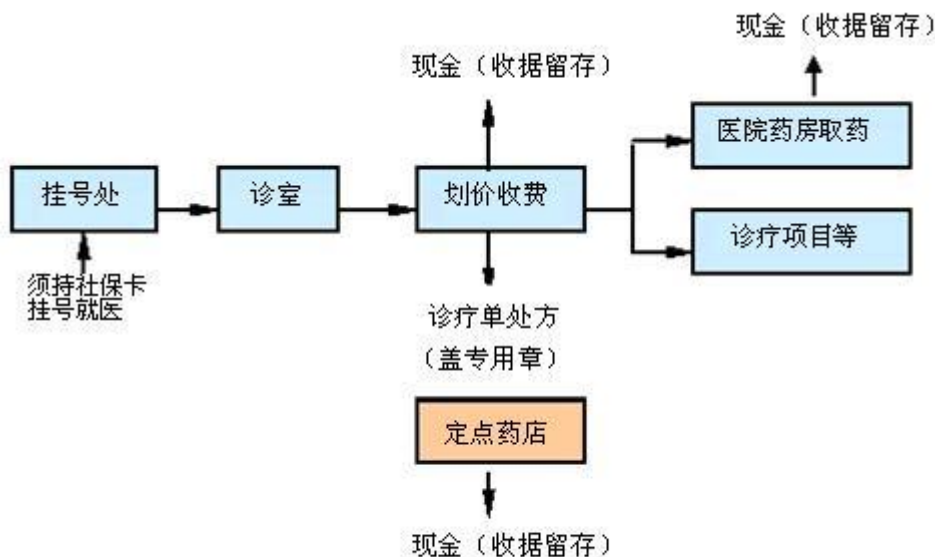 现金（收据留存）
现金（收据留存）
医院药房取药
挂号处
诊室
划价收费
诊疗项目等
须持社保卡
挂号就医
诊疗单处方
（盖专用章）
定点药店
现金（收据留存）